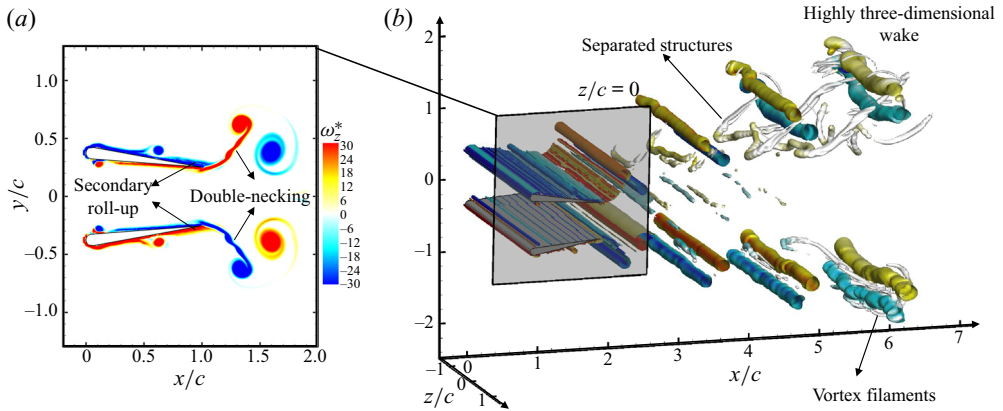 (a)
1.0
0.5
0
−0.5
−1.0
y/c
0
0.5
1.0
1.5
2.0
x/c
Secondary
roll-up
Double-necking
ω*z
30
24
18
12
6
0
−6
−12
−18
−24
−30
(b)
2
1
0
−1
−2
Separated structures
Highly three-dimensional
wake
z/c = 0
Vortex filaments
−1
0
1
z/c
0
1
2
3
4
5
6
7
x/c